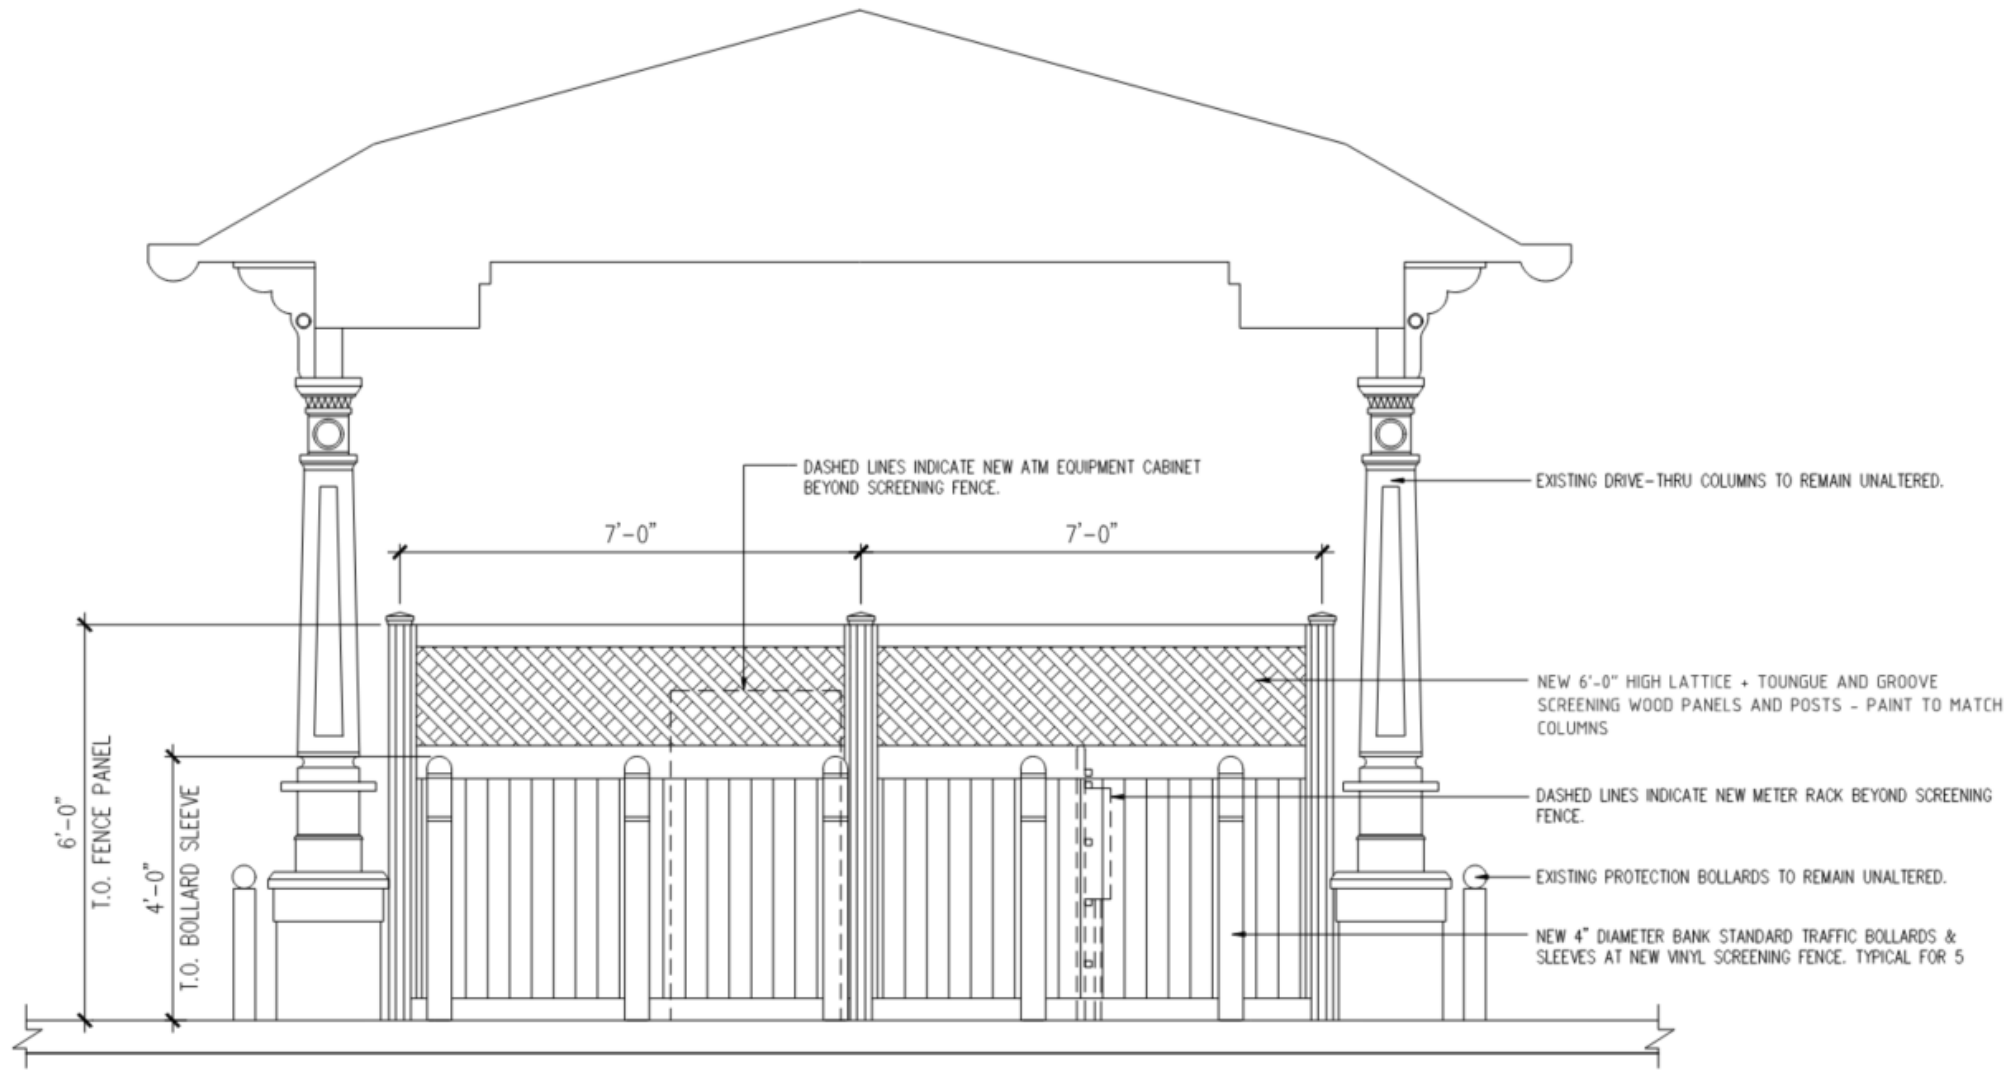 DASHED LINES INDICATE NEW ATM EQUIPMENT CABINET
BEYOND SCREENING FENCE.
7'-0"
7'-0"
EXISTING DRIVE-THRU COLUMNS TO REMAIN UNALTERED.
NEW 6'-0" HIGH LATTICE + TOUNGUE AND GROOVE
SCREENING WOOD PANELS AND POSTS - PAINT TO MATCH
COLUMNS
DASHED LINES INDICATE NEW METER RACK BEYOND SCREENING
FENCE.
EXISTING PROTECTION BOLLARDS TO REMAIN UNALTERED.
NEW 4" DIAMETER BANK STANDARD TRAFFIC BOLLARDS &
SLEEVES AT NEW VINYL SCREENING FENCE. TYPICAL FOR 5
6'-0"
T.O. FENCE PANEL
4'-0"
T.O. BOLLARD SLEEVE